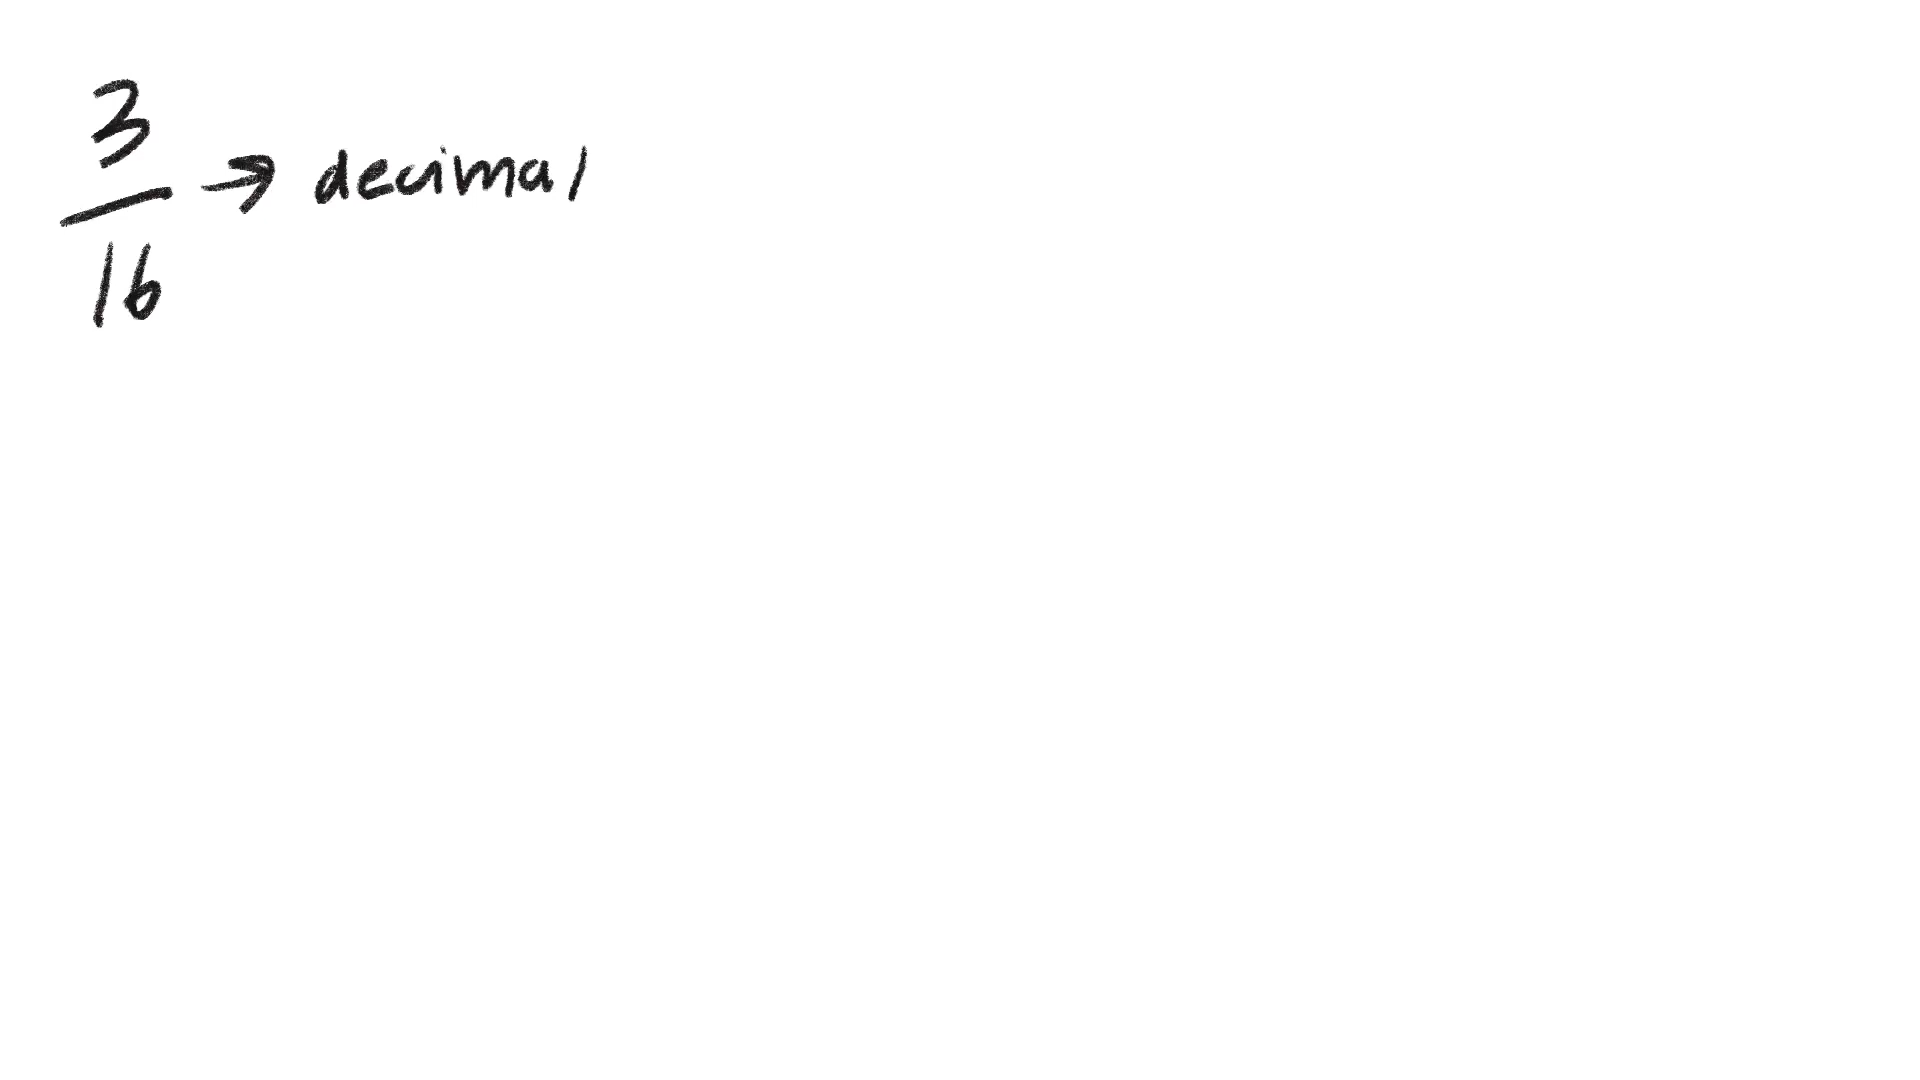 3/16 → decimal